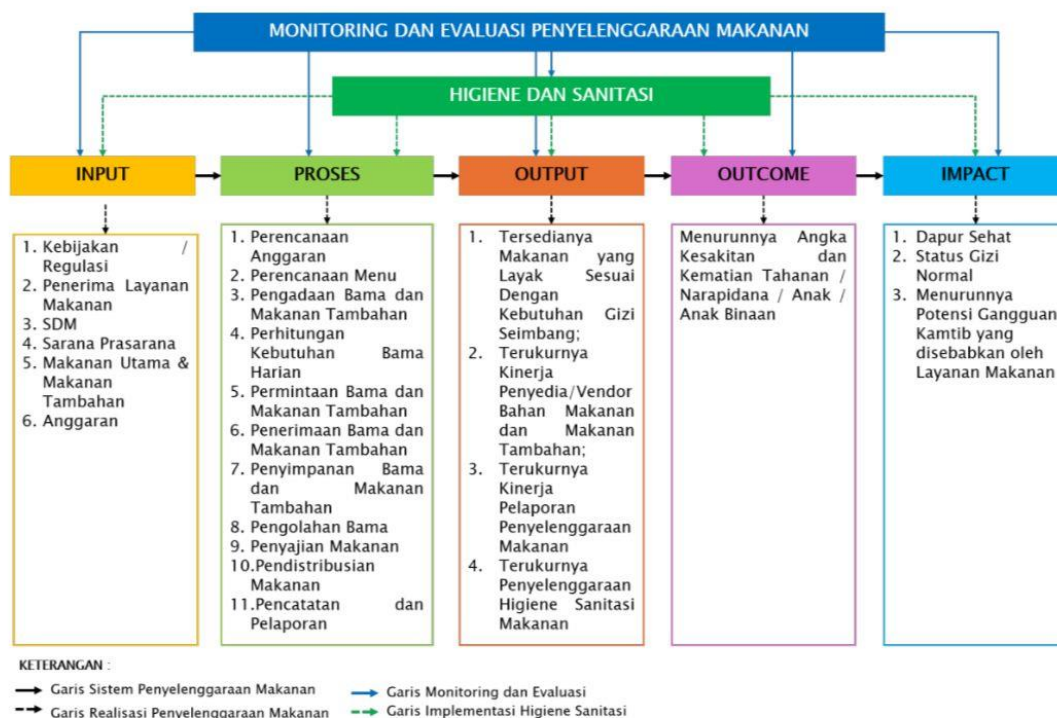 MONITORING DAN EVALUASI PENYELENGGARAAN MAKANAN
HIGIENE DAN SANITASI
INPUT
PROSES
OUTPUT
OUTCOME
IMPACT
1. Kebijakan /
Regulasi
2. Penerima Layanan
Makanan
3. SDM
4. Sarana Prasarana
5. Makanan Utama &
Makanan
Tambahan
6. Anggaran
1. Perencanaan
Anggaran
2. Perencanaan Menu
3. Pengadaan Bama dan
Makanan Tambahan
4. Perhitungan
Kebutuhan Bama
Harian
5. Permintaan Bama dan
Makanan Tambahan
6. Penerimaan Bama dan
Makanan Tambahan
7. Penyimpanan Bama
dan Makanan
Tambahan
8. Pengolahan Bama
9. Penyajian Makanan
10.Pendistribusian
Makanan
11.Pencatatan dan
Pelaporan
1. Tersedianya
Makanan yang
Layak Sesuai
Dengan
Kebutuhan Gizi
Seimbang;
2. Terukurnya
Kinerja
Penyedia/Vendor
Bahan Makanan
dan Makanan
Tambahan;
3. Terukurnya
Kinerja
Pelaporan
Penyelenggaraan
Makanan
4. Terukurnya
Penyelenggaraan
Higiene Sanitasi
Makanan
Menurunnya Angka
Kesakitan dan
Kematian Tahanan /
Narapidana / Anak /
Anak Binaan
1. Dapur Sehat
2. Status Gizi
Normal
3. Menurunnya
Potensi Gangguan
Kamtib yang
disebabkan oleh
Layanan Makanan
KETERANGAN :
Garis Sistem Penyelenggaraan Makanan
Garis Realisasi Penyelenggaraan Makanan
Garis Monitoring dan Evaluasi
Garis Implementasi Higiene Sanitasi